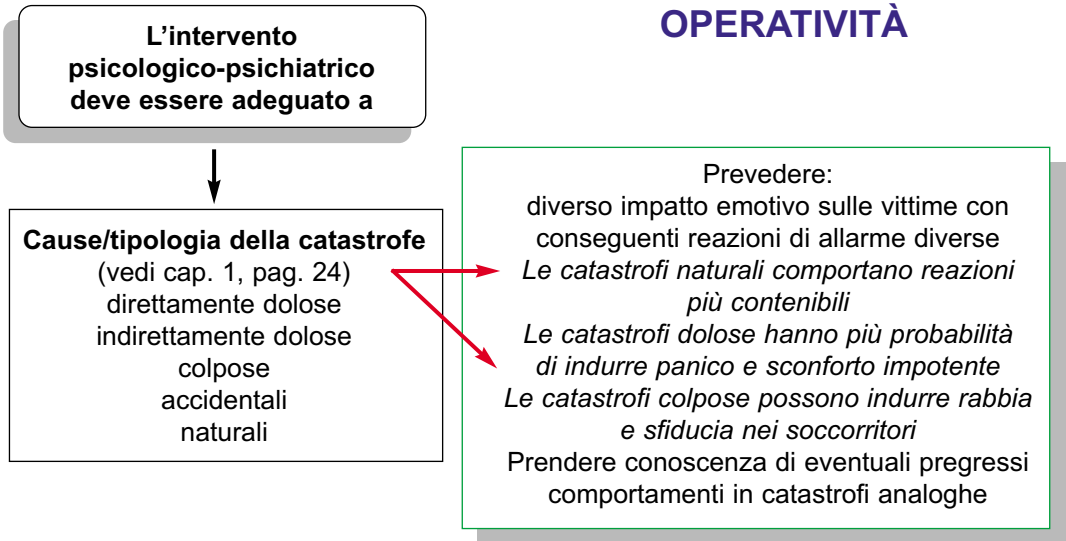 OPERATIVITÀ
L'intervento
psicologico-psichiatrico
deve essere adeguato a
Cause/tipologia della catastrofe
(vedi cap. 1, pag. 24)
direttamente dolose
indirettamente dolose
colpose
accidentali
naturali
Prevedere:
diverso impatto emotivo sulle vittime con
conseguenti reazioni di allarme diverse
Le catastrofi naturali comportano reazioni
più contenibili
Le catastrofi dolose hanno più probabilità
di indurre panico e sconforto impotente
Le catastrofi colpose possono indurre rabbia
e sfiducia nei soccorritori
Prendere conoscenza di eventuali pregressi
comportamenti in catastrofi analoghe